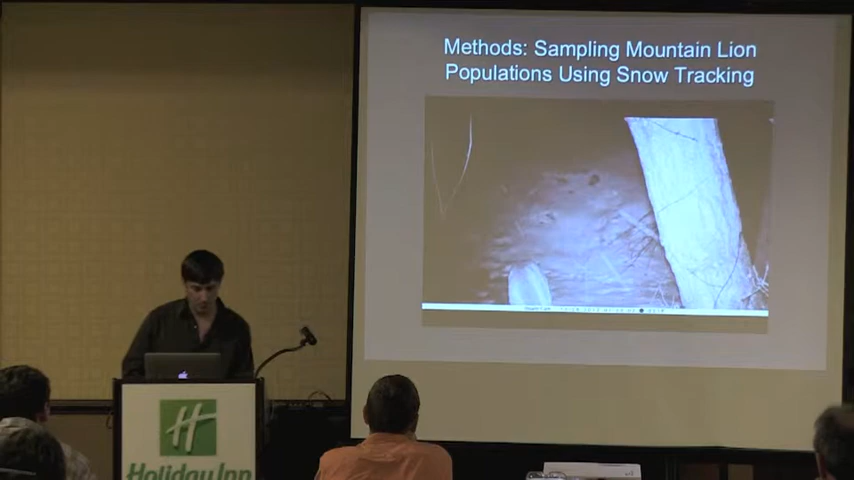 Methods: Sampling Mountain Lion
Populations Using Snow Tracking
Holiday Inn